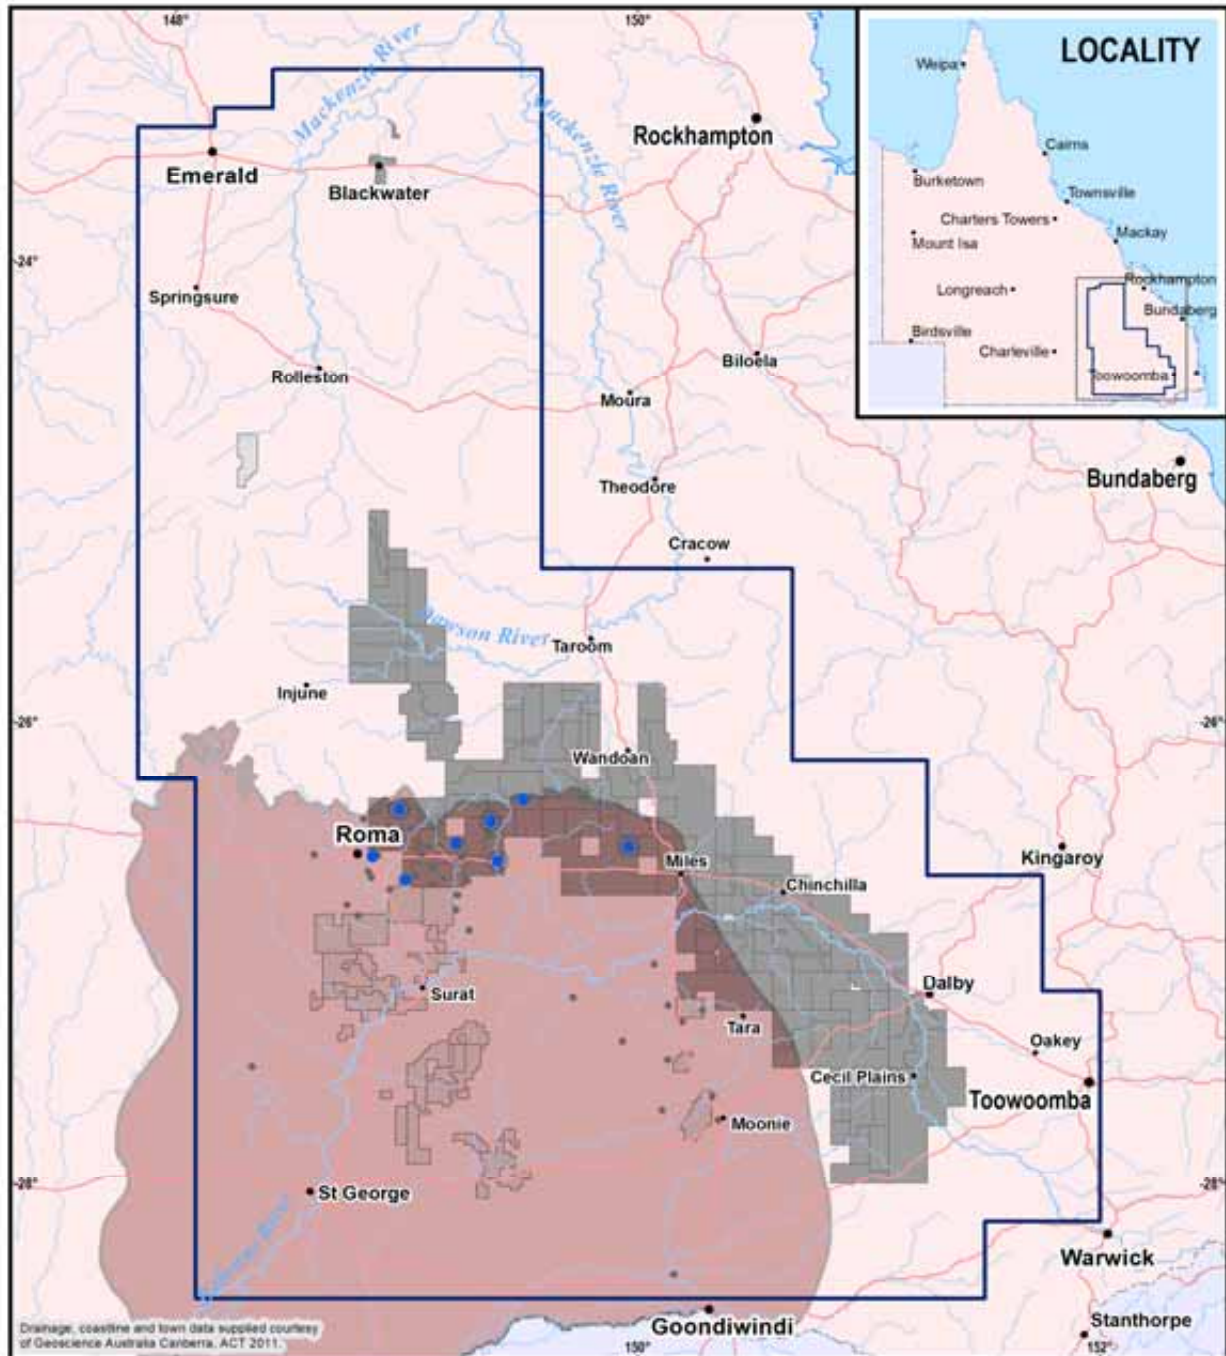 148°
150°
LOCALITY
Weipa
Cairns
Burketown
Townsville
Charters Towers
Mount Isa
Mackay
Longreach
Rockhampton
Bundaberg
Birdsville
Charleville
Toowoomba
Mackenzie River
Mackenzie River
Rockhampton
Emerald
Blackwater
24°
Springsure
Rolleston
Biloela
Moura
Bundaberg
Theodore
Cracow
Dawson River
Taroom
Injune
-26°
-26°
Wandoan
Roma
Miles
Kingaroy
Chinchilla
Surat
Dalby
Tara
Oakey
Cecil Plains
Toowoomba
Moonie
-28°
-28°
St George
Warwick
Drainage, coastline and town data supplied courtesy
of Geoscience Australia Canberra, ACT 2011.
Goondiwindi
Stanthorpe
150°
152°